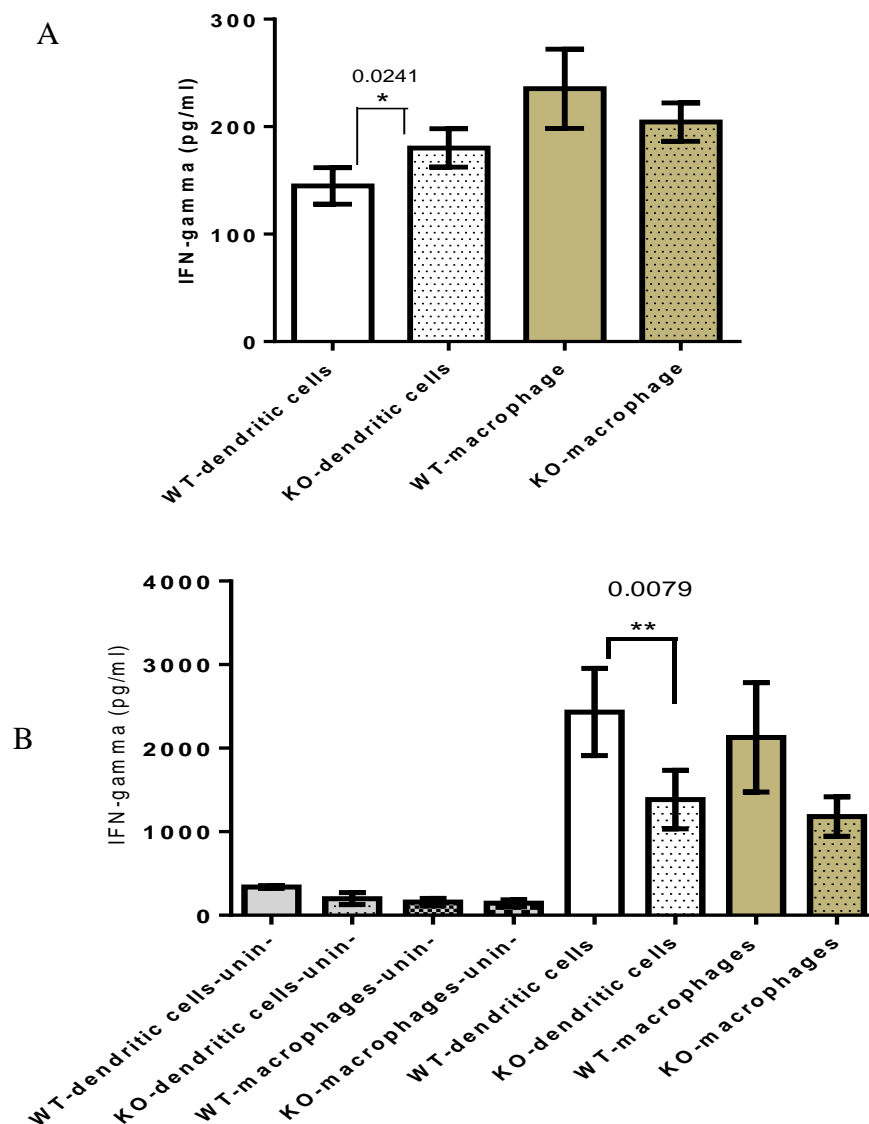 A
300
200
100
0
IFN-gamma (pg/ml)
0.0241
*
WT-dendritic cells
KO-dendritic cells
WT-macrophage
KO-macrophage
B
4000
3000
2000
1000
0
IFN-gamma (pg/ml)
0.0079
**
WT-dendritic cells-unin-
KO-dendritic cells-unin-
WT-macrophages-unin-
KO-macrophages-unin-
WT-dendritic cells
KO-dendritic cells
WT-macrophages
KO-macrophages